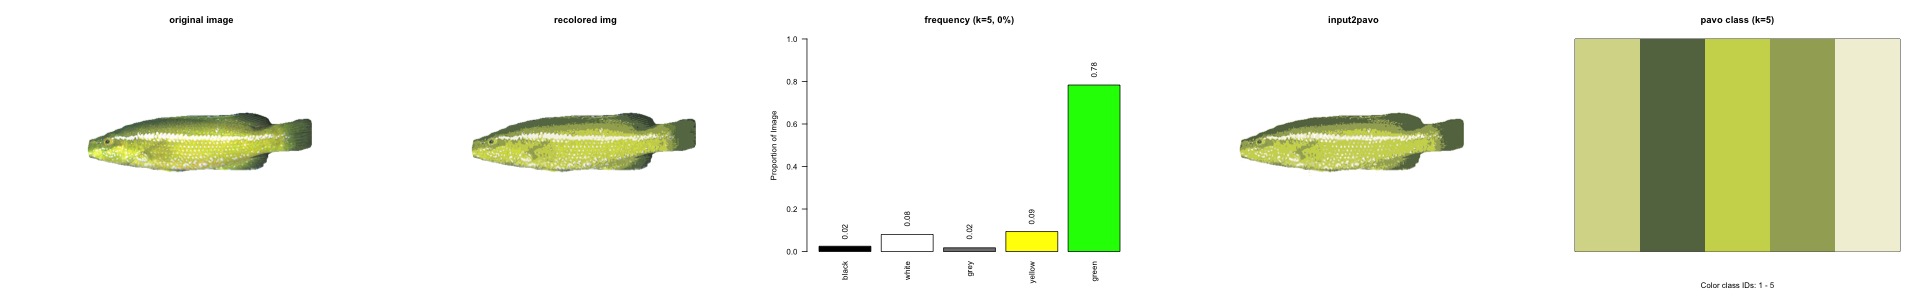 original image
recolored img
frequency (k=5, 0%)
input2pavo
pavo class (k=5)
Proportion of Image
1.0
0.8
0.6
0.4
0.2
0.0
0.02
0.08
0.02
0.09
0.78
black
white
grey
yellow
green
Color class IDs: 1 - 5